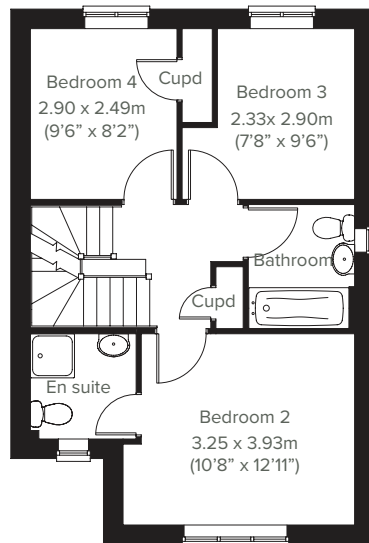 Bedroom 4
2.90 x 2.49m
(9’6” x 8’2”)
Cupd
Bedroom 3
2.33x 2.90m
(7’8” x 9’6”)
Bathroom
Cupd
En suite
Bedroom 2
3.25 x 3.93m
(10’8” x 12’11”)